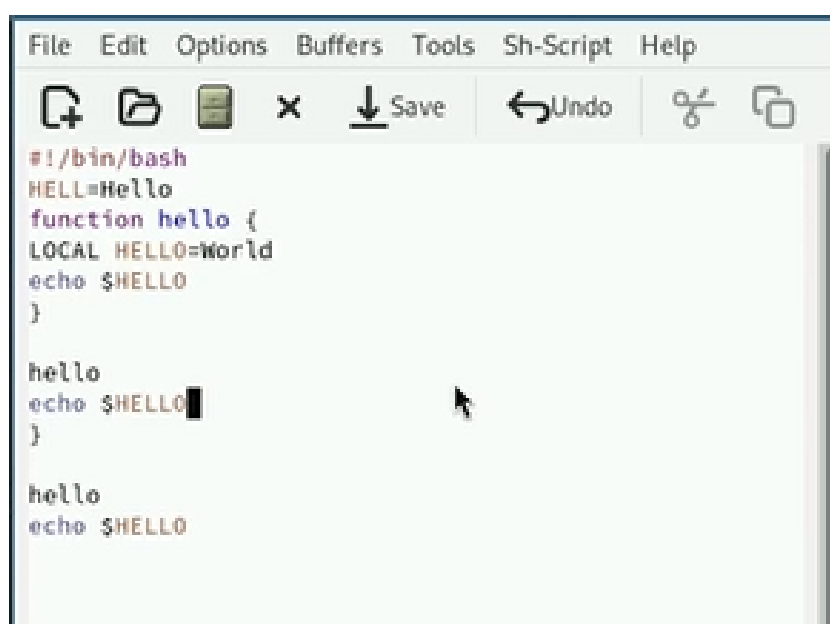 File Edit Options Buffers Tools Sh-Script Help
Save Undo
#!/bin/bash
HELL=Hello
function hello {
LOCAL HELLO=World
echo $HELLO
}
hello
echo $HELLO
}
hello
echo $HELLO